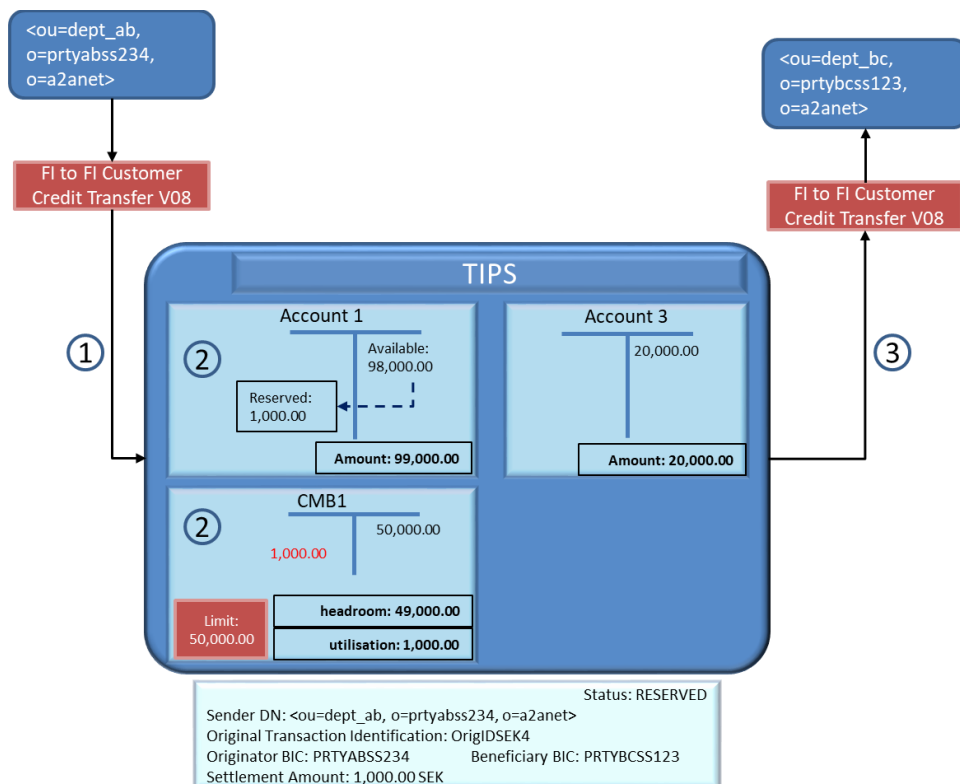 <ou=dept_ab,
o=prtyabss234,
o=a2anet>
<ou=dept_bc,
o=prtybcss123,
o=a2anet>
FI to FI Customer
Credit Transfer V08
FI to FI Customer
Credit Transfer V08
TIPS
1
2
Account 1
Available:
98,000.00
Reserved:
1,000.00
Amount: 99,000.00
Account 3
20,000.00
Amount: 20,000.00
3
2
CMB1
50,000.00
1,000.00
Limit:
50,000.00
headroom: 49,000.00
utilisation: 1,000.00
Status: RESERVED
Sender DN: <ou=dept_ab, o=prtyabss234, o=a2anet>
Original Transaction Identification: OrigIDSEK4
Originator BIC: PRTYABSS234 Beneficiary BIC: PRTYBCSS123
Settlement Amount: 1,000.00 SEK